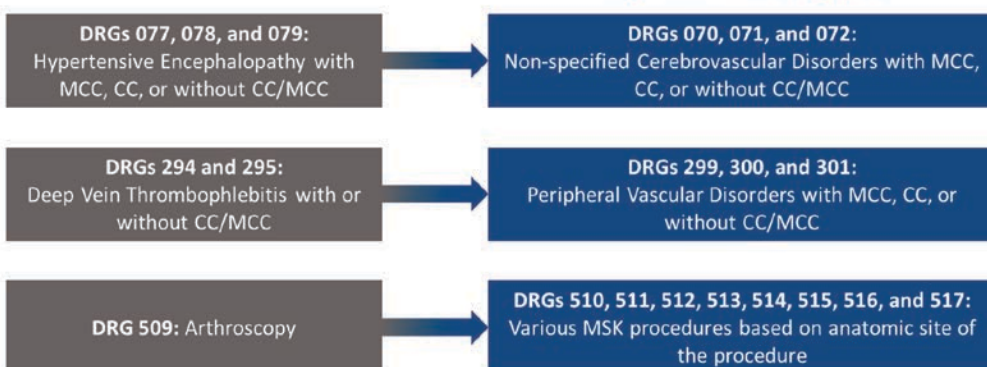 DRGs 077, 078, and 079:
Hypertensive Encephalopathy with
MCC, CC, or without CC/MCC
DRGs 070, 071, and 072:
Non-specified Cerebrovascular Disorders with MCC,
CC, or without CC/MCC
DRGs 294 and 295:
Deep Vein Thrombophlebitis with or
without CC/MCC
DRGs 299, 300, and 301:
Peripheral Vascular Disorders with MCC, CC, or
without CC/MCC
DRG 509: Arthroscopy
DRGs 510, 511, 512, 513, 514, 515, 516, and 517:
Various MSK procedures based on anatomic site of
the procedure